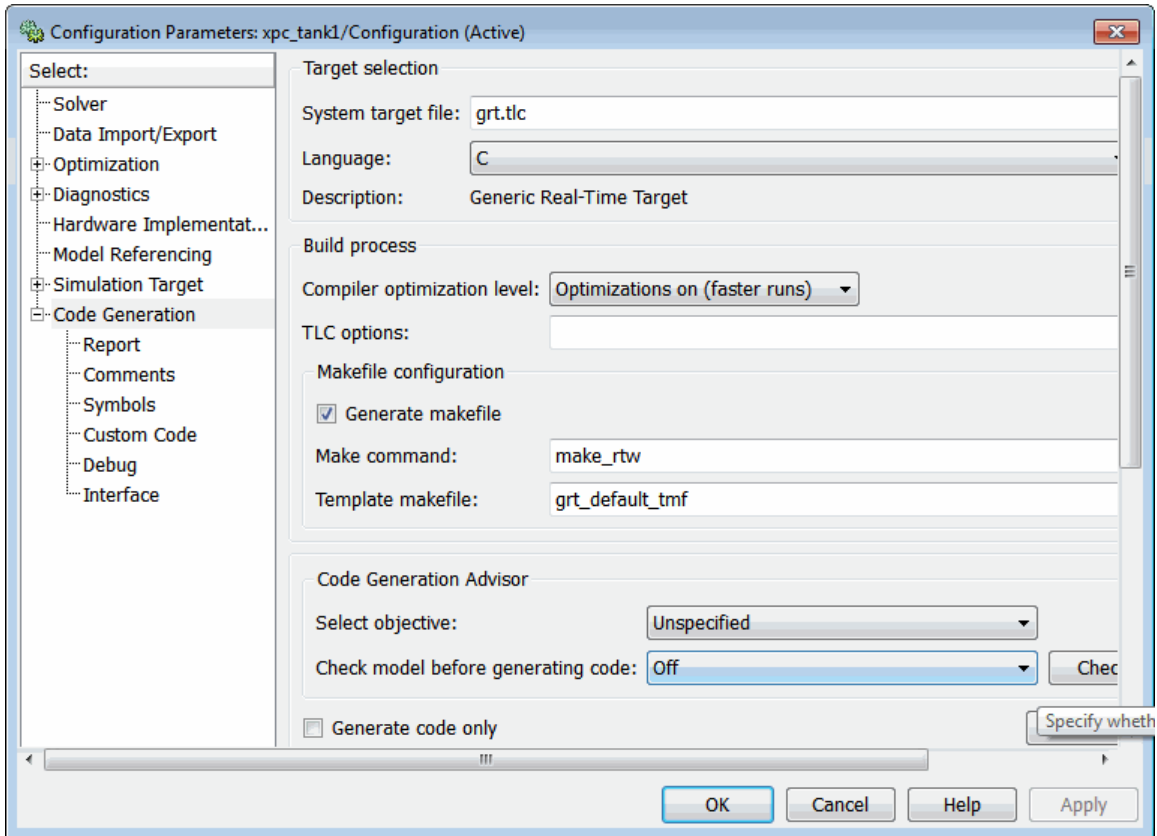 Configuration Parameters: xpc_tank1/Configuration (Active)
Select:
Solver
Data Import/Export
Optimization
Diagnostics
Hardware Implementat...
Model Referencing
Simulation Target
Code Generation
Report
Comments
Symbols
Custom Code
Debug
Interface
Target selection
System target file: grt.tlc
Language: C
Description: Generic Real-Time Target
Build process
Compiler optimization level: Optimizations on (faster runs)
TLC options:
Makefile configuration
Generate makefile
Make command: make_rtw
Template makefile: grt_default_tmf
Code Generation Advisor
Select objective: Unspecified
Check model before generating code: Off Chec
Generate code only
Specify wheth
OK Cancel Help Apply